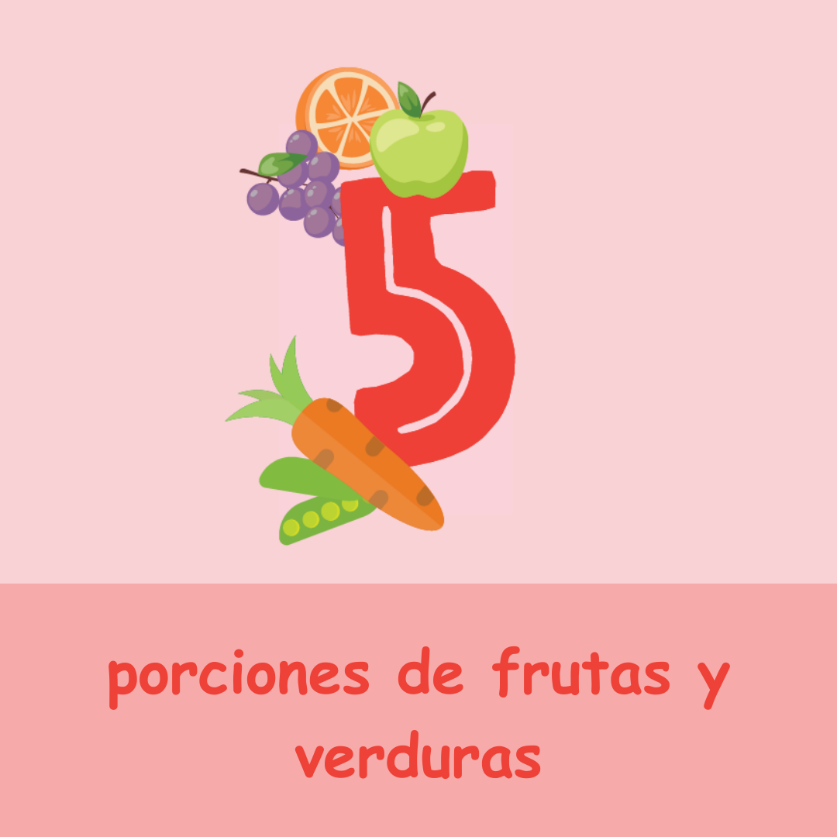 5
porciones de frutas y
verduras